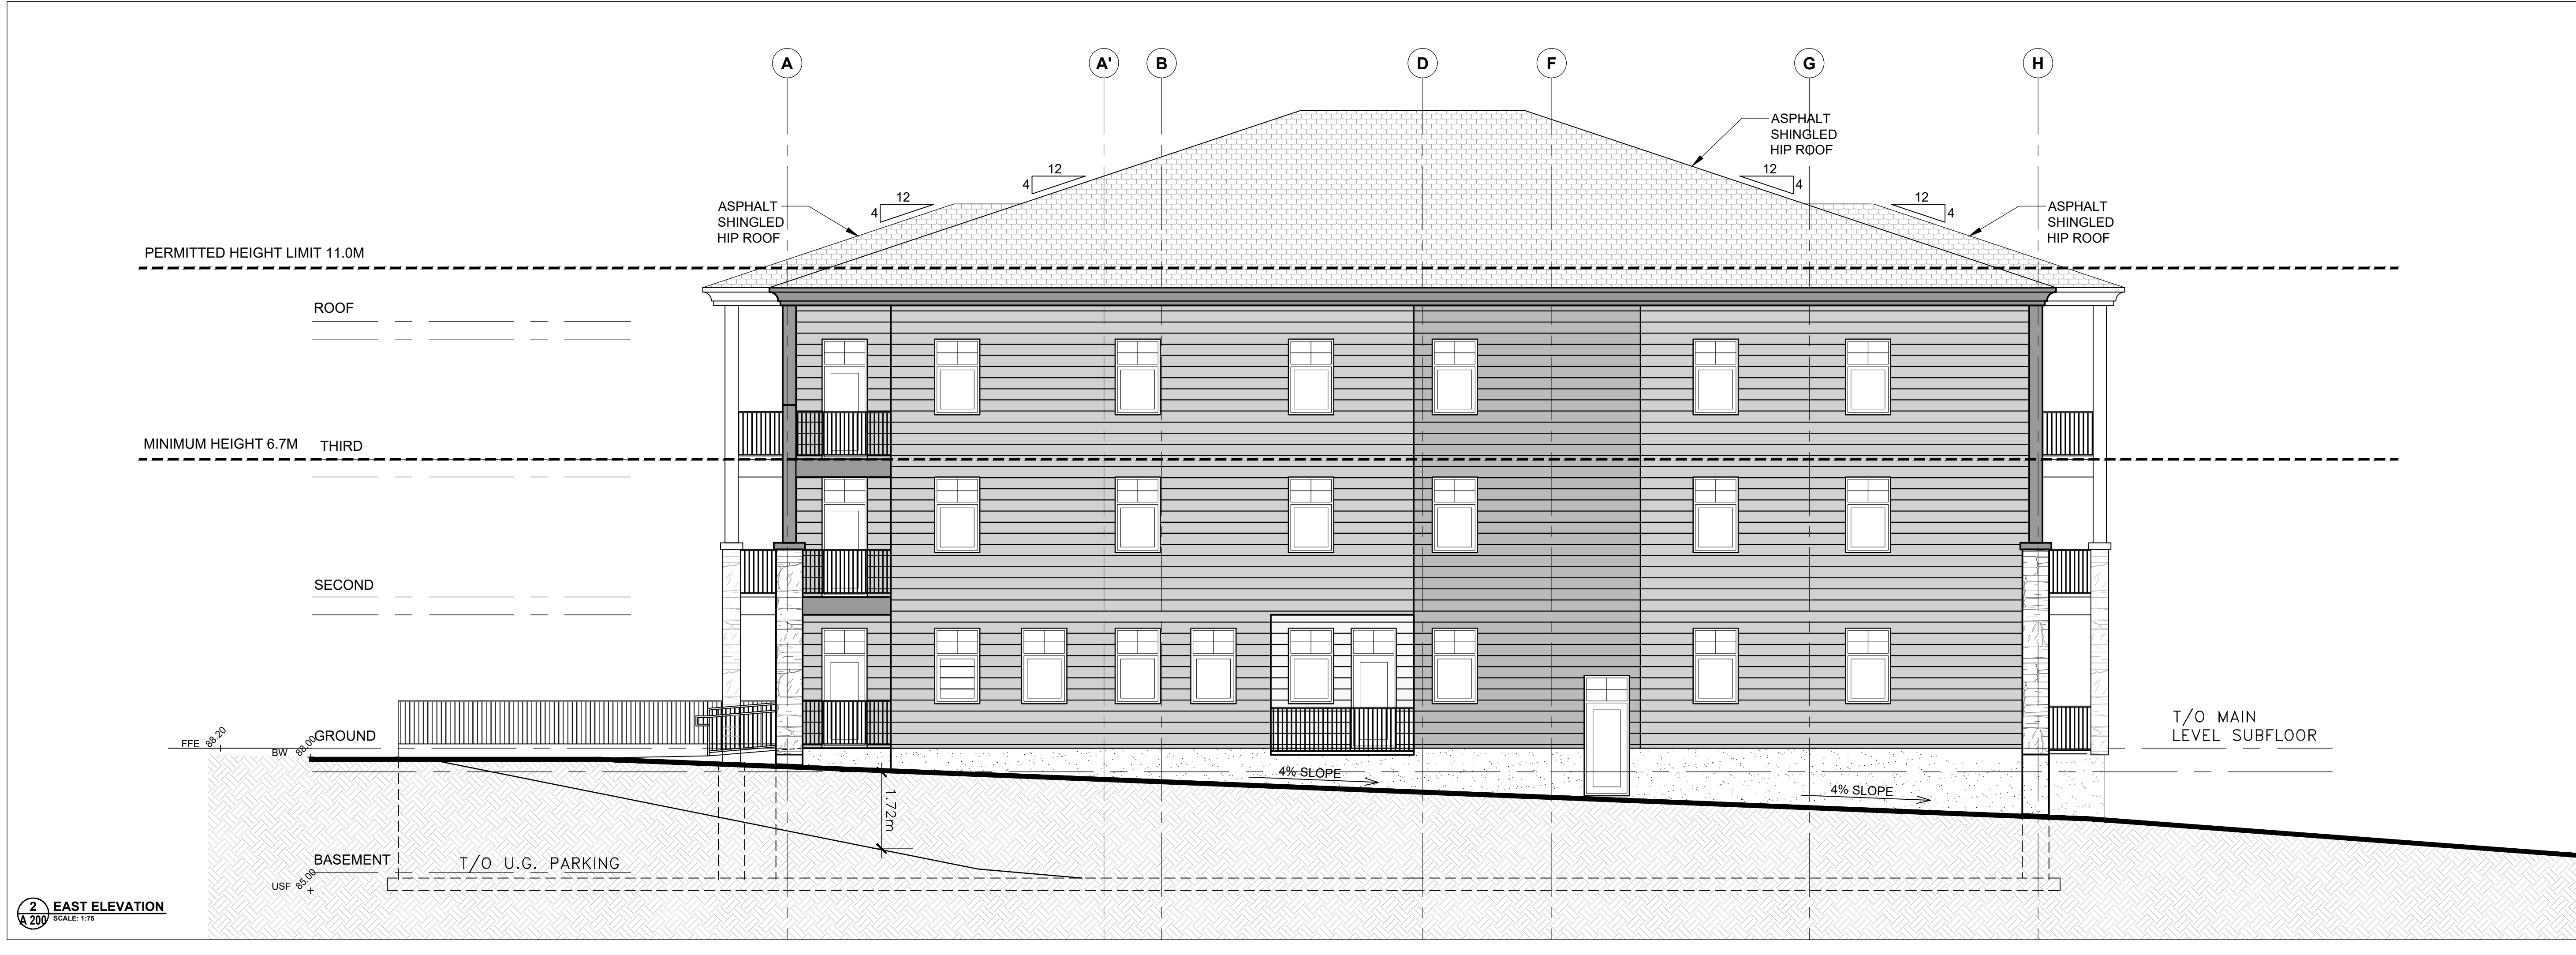 A
A'
B
D
F
G
H
ASPHALT
SHINGLED
HIP ROOF
12
4
12
4
ASPHALT
SHINGLED
HIP ROOF
12
4
12
4
ASPHALT
SHINGLED
HIP ROOF
PERMITTED HEIGHT LIMIT 11.0M
ROOF
MINIMUM HEIGHT 6.7M
THIRD
SECOND
GROUND
FFE 88.20
BW 88.00
T/O MAIN
LEVEL SUBFLOOR
4% SLOPE
4% SLOPE
1.72m
BASEMENT
T/O U.G. PARKING
USF 85.00
2
A 200
EAST ELEVATION
SCALE: 1:75